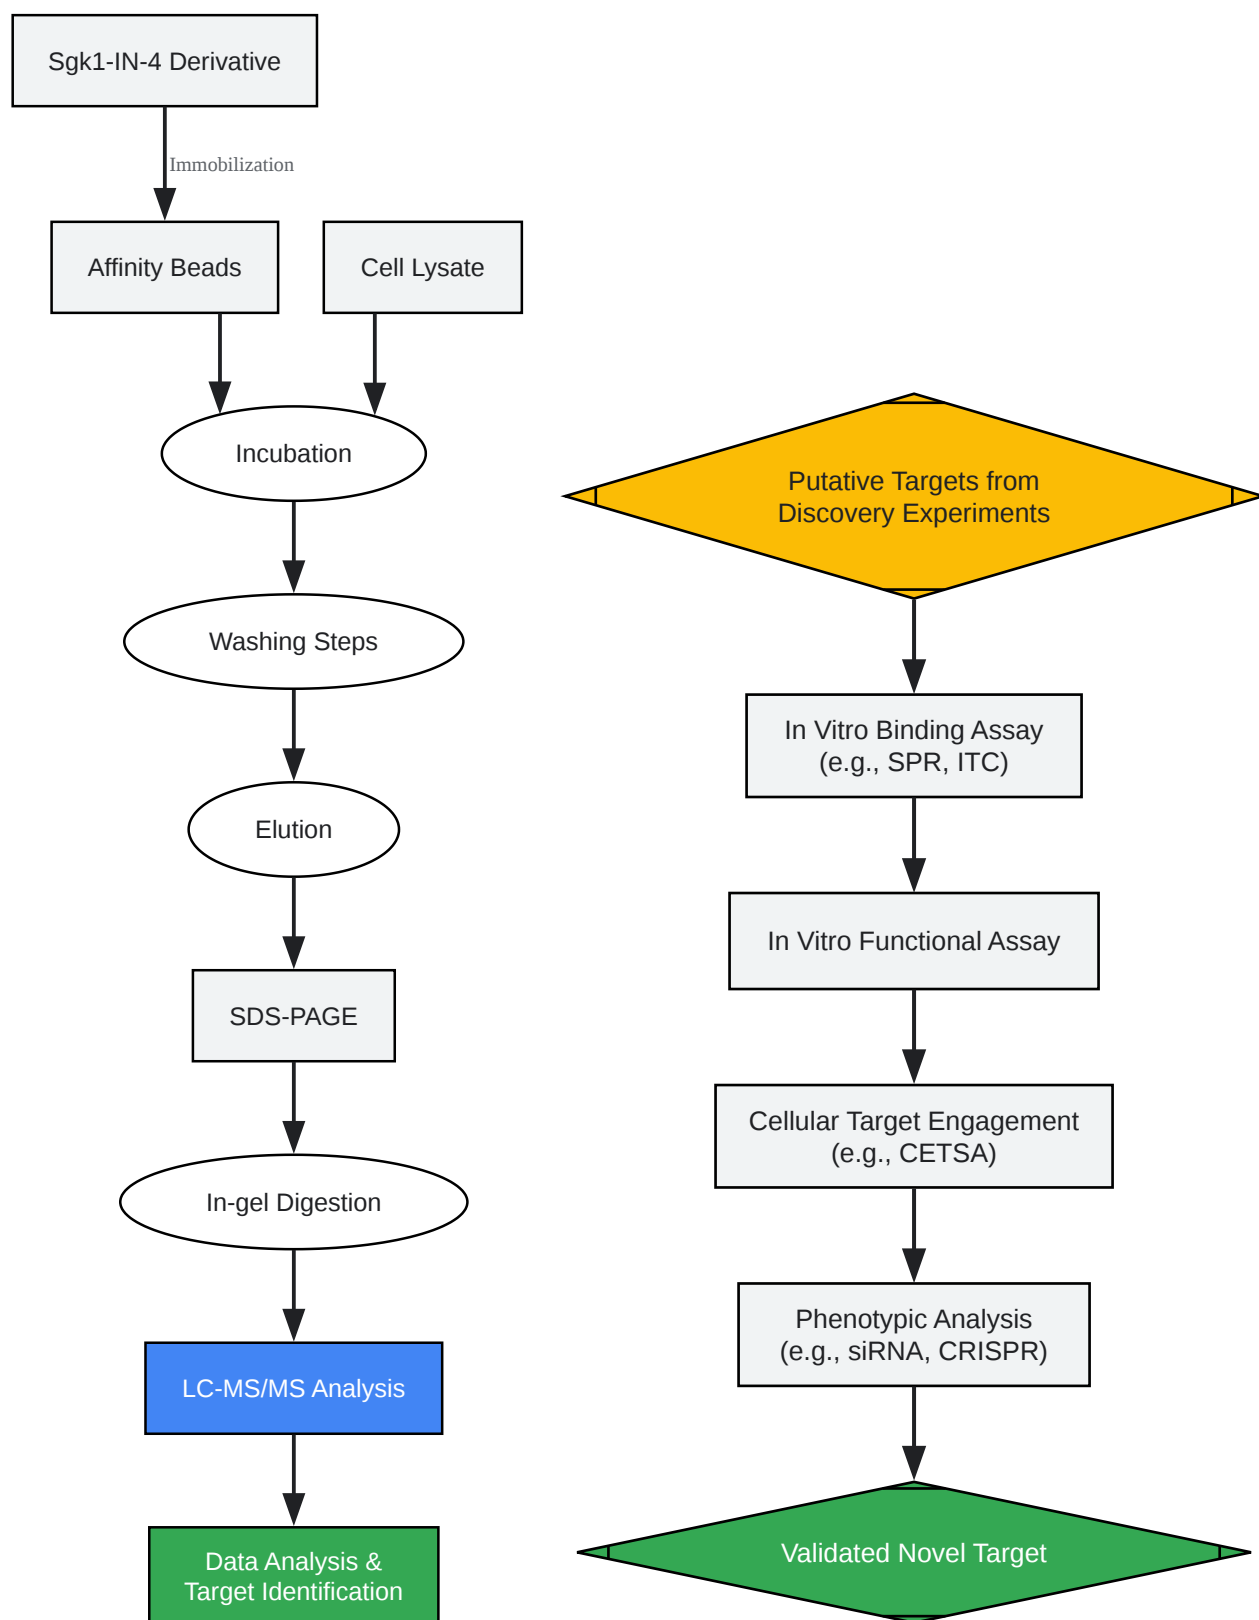 Sgk1-IN-4 Derivative
Immobilization
Affinity Beads
Cell Lysate
Incubation
Washing Steps
Elution
SDS-PAGE
In-gel Digestion
LC-MS/MS Analysis
Data Analysis &
Target Identification
Putative Targets from
Discovery Experiments
In Vitro Binding Assay
(e.g., SPR, ITC)
In Vitro Functional Assay
Cellular Target Engagement
(e.g., CETSA)
Phenotypic Analysis
(e.g., siRNA, CRISPR)
Validated Novel Target